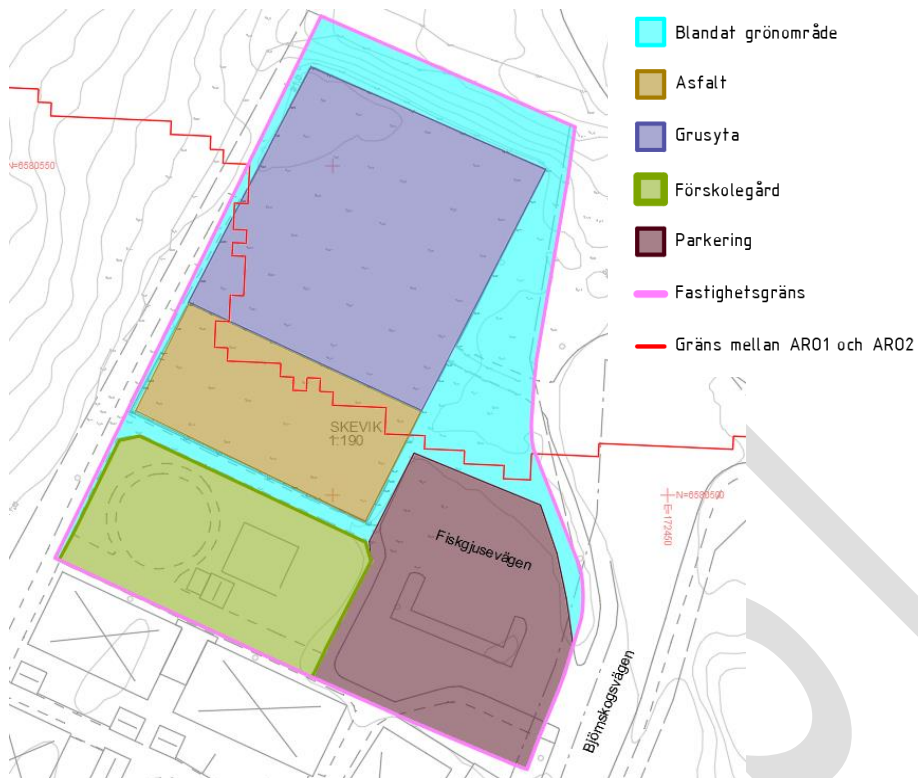 Blandat grönområde
Asfalt
Grusyta
Förskolegård
Parkering
Fastighetsgräns
Gräns mellan ARO1 och ARO2
N=6580550
SKEVIK
1:190
N=6580500
E=172450
Fiskgjusevägen
Björnskogsvägen